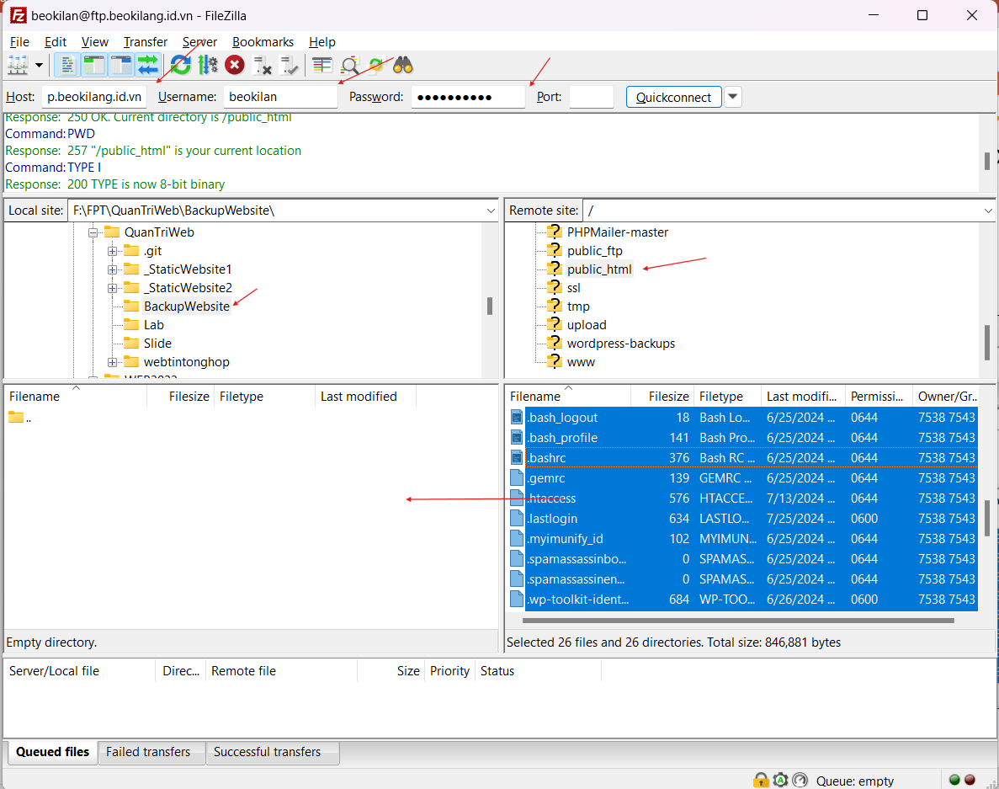 beokilan@ftp.beokilang.id.vn - FileZilla
File Edit View Transfer Server Bookmarks Help
Host: p.beokilang.id.vn Username: beokilan Password: ●●●●●●●●●● Port: Quickconnect
Response: 250 OK. Current directory is /public_html
Command: PWD
Response: 257 "/public_html" is your current location
Command: TYPE I
Response: 200 TYPE is now 8-bit binary
Local site: F:\FPT\QuanTriWeb\BackupWebsite\
QuanTriWeb
.git
_StaticWebsite1
_StaticWebsite2
BackupWebsite
Lab
Slide
webtintonghop
Remote site: /
PHPMailer-master
public_ftp
public_html
ssl
tmp
upload
wordpress-backups
www
Filename Filesize Filetype Last modified
..
Empty directory.
Filename Filesize Filetype Last modifi... Permissi... Owner/Gr...
.bash_logout 18 Bash Lo... 6/25/2024 ... 0644 7538 7543
.bash_profile 141 Bash Pro... 6/25/2024 ... 0644 7538 7543
.bashrc 376 Bash RC ... 6/25/2024 ... 0644 7538 7543
.gemrc 139 GEMRC ... 6/25/2024 ... 0644 7538 7543
.htaccess 576 HTACCE... 7/13/2024 ... 0644 7538 7543
.lastlogin 634 LASTLO... 7/25/2024 ... 0600 7538 7543
.myimunify_id 102 MYIMUN... 6/25/2024 ... 0644 7538 7543
.spamassassinbo... 0 SPAMAS... 6/25/2024 ... 0644 7538 7543
.spamassassinen... 0 SPAMAS... 6/25/2024 ... 0644 7538 7543
.wp-toolkit-ident... 684 WP-TOO... 6/26/2024 ... 0600 7538 7543
Selected 26 files and 26 directories. Total size: 846,881 bytes
Server/Local file Direc... Remote file Size Priority Status
Queued files Failed transfers Successful transfers
Queue: empty